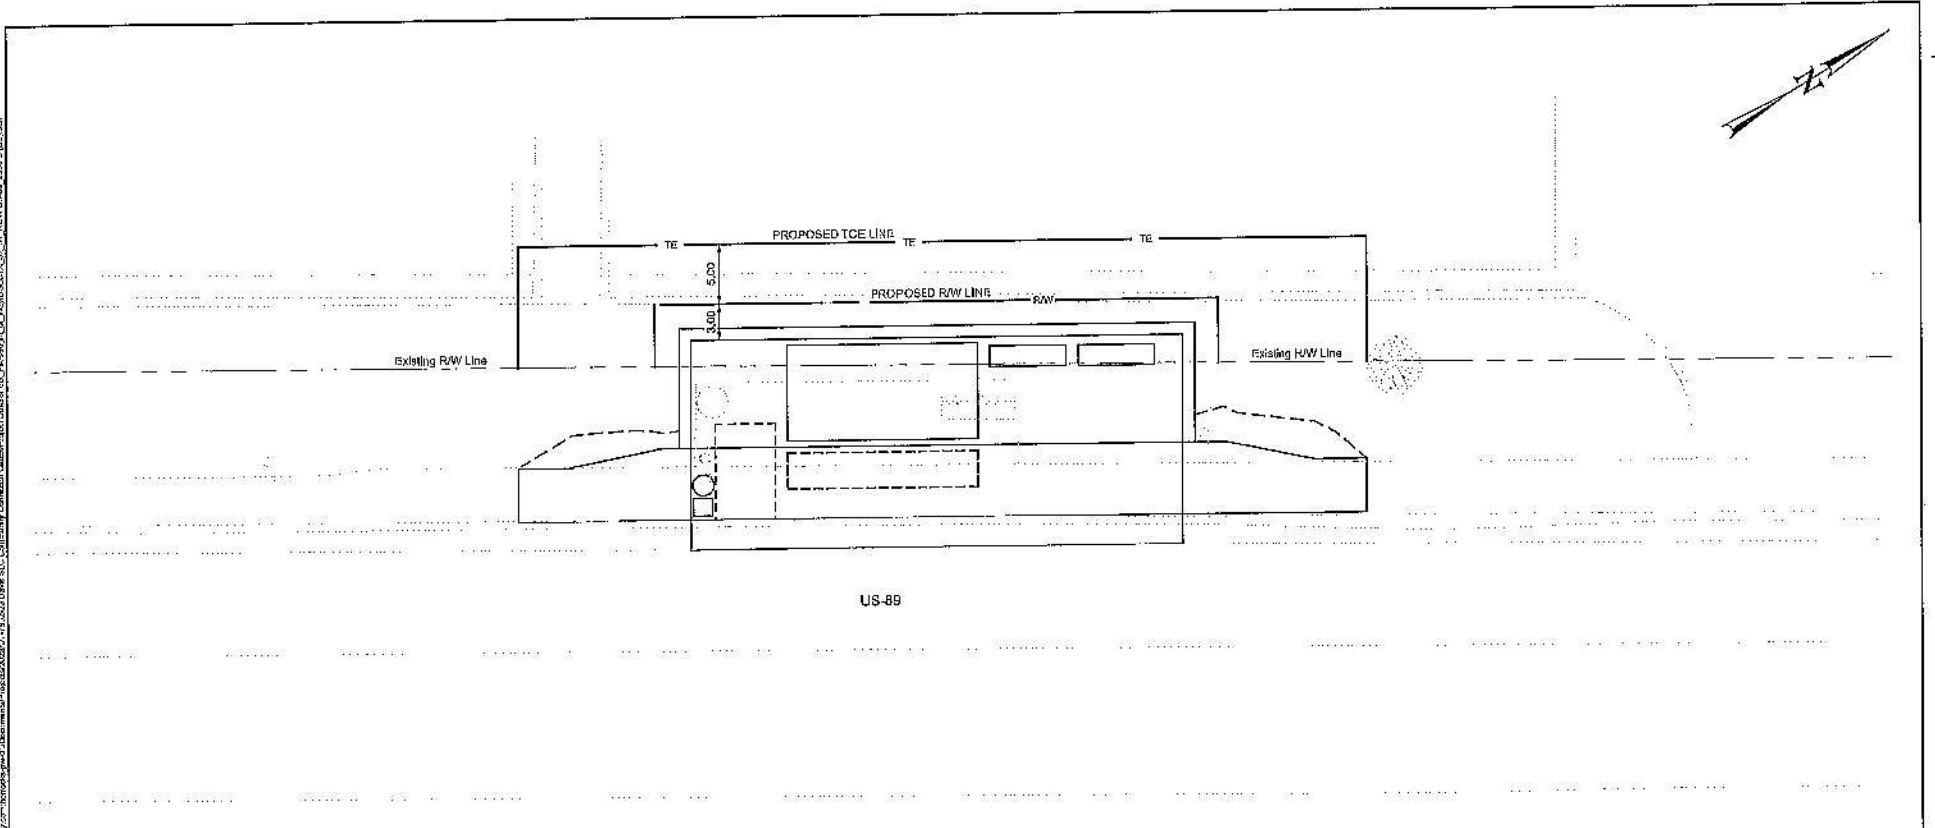 N
PROPOSED TCE LINE
TE
TE
TE
5.00
PROPOSED R/W LINE
R/W
3.00
Existing R/W Line
Existing R/W Line
US-89